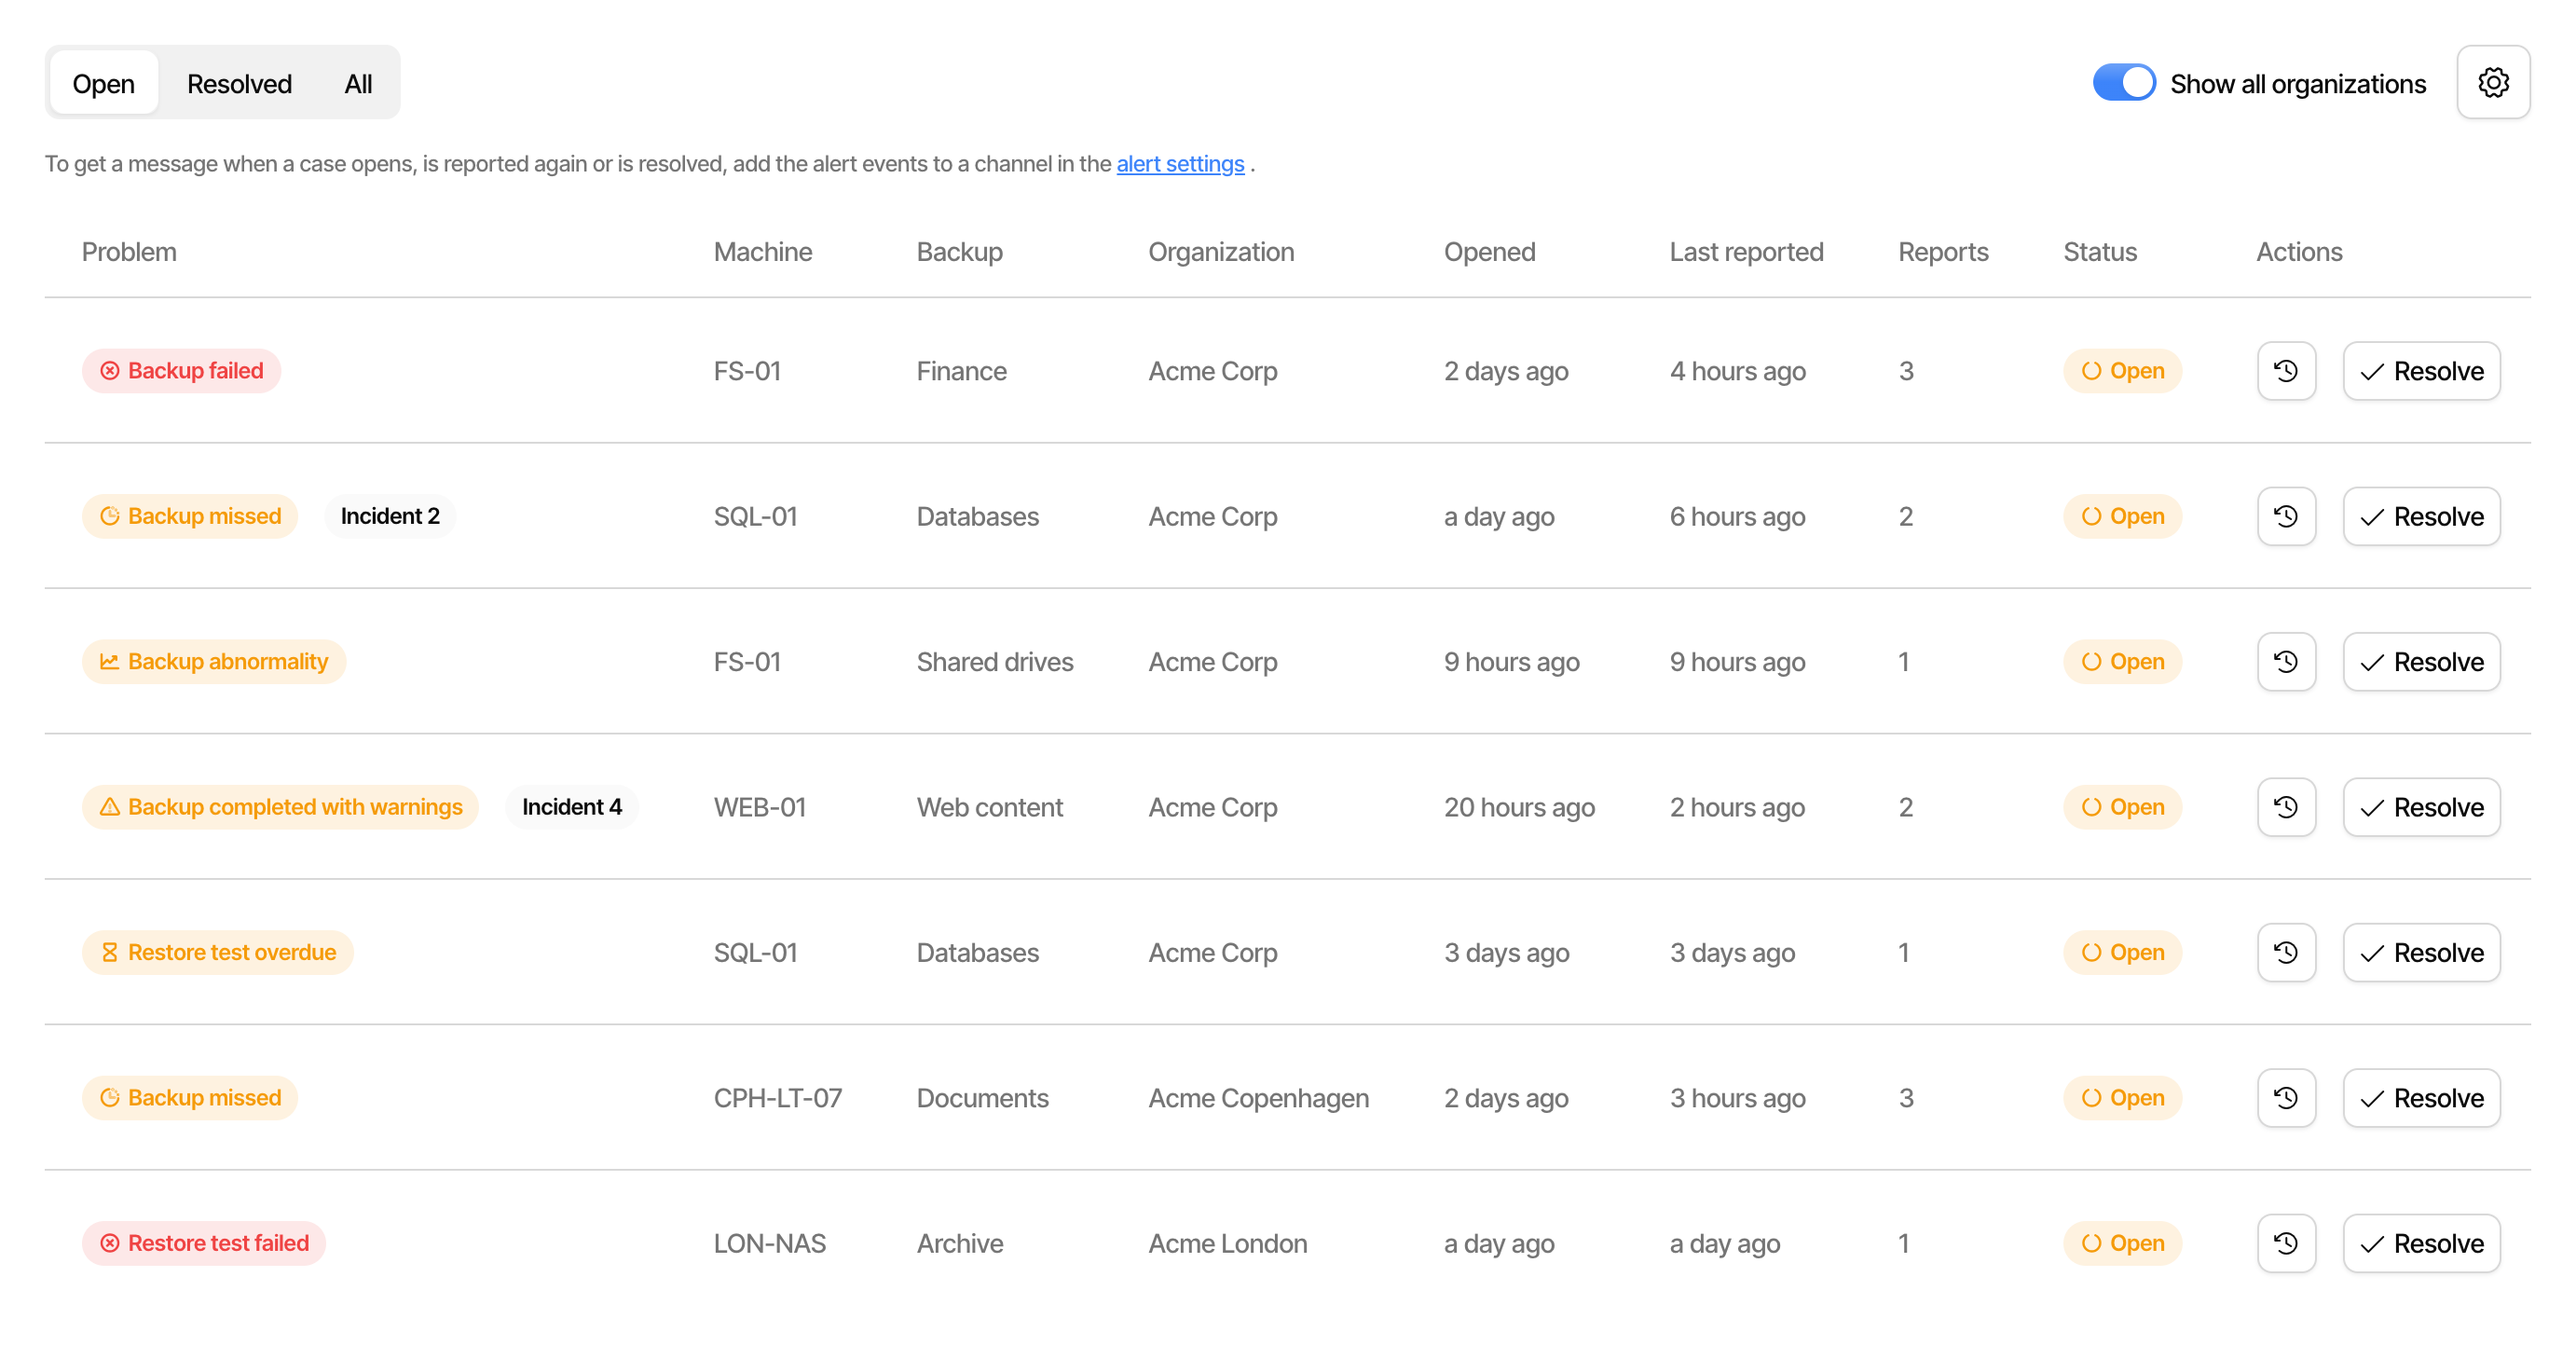 Open Resolved All Show all organizations
To get a message when a case opens, is reported again or is resolved, add the alert events to a channel in the alert settings .
Problem Machine Backup Organization Opened Last reported Reports Status Actions
Backup failed FS-01 Finance Acme Corp 2 days ago 4 hours ago 3 Open Resolve
Backup missed Incident 2 SQL-01 Databases Acme Corp a day ago 6 hours ago 2 Open Resolve
Backup abnormality FS-01 Shared drives Acme Corp 9 hours ago 9 hours ago 1 Open Resolve
Backup completed with warnings Incident 4 WEB-01 Web content Acme Corp 20 hours ago 2 hours ago 2 Open Resolve
Restore test overdue SQL-01 Databases Acme Corp 3 days ago 3 days ago 1 Open Resolve
Backup missed CPH-LT-07 Documents Acme Copenhagen 2 days ago 3 hours ago 3 Open Resolve
Restore test failed LON-NAS Archive Acme London a day ago a day ago 1 Open Resolve